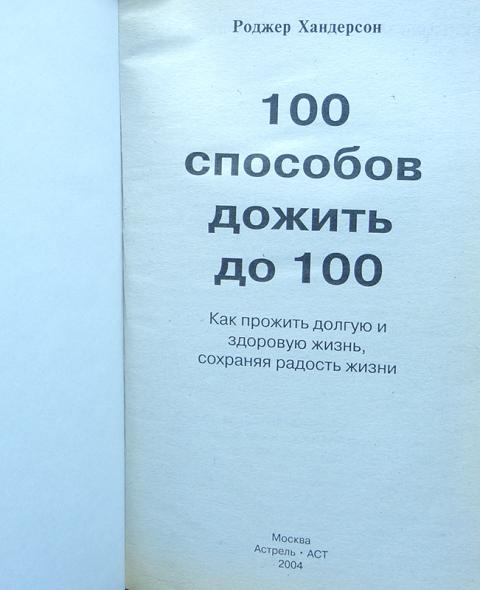 Роджер Хандерсон
100
способов
дожить
до 100
Как прожить долгую и
здоровую жизнь,
сохраняя радость жизни
Москва
Астрель • АСТ
2004